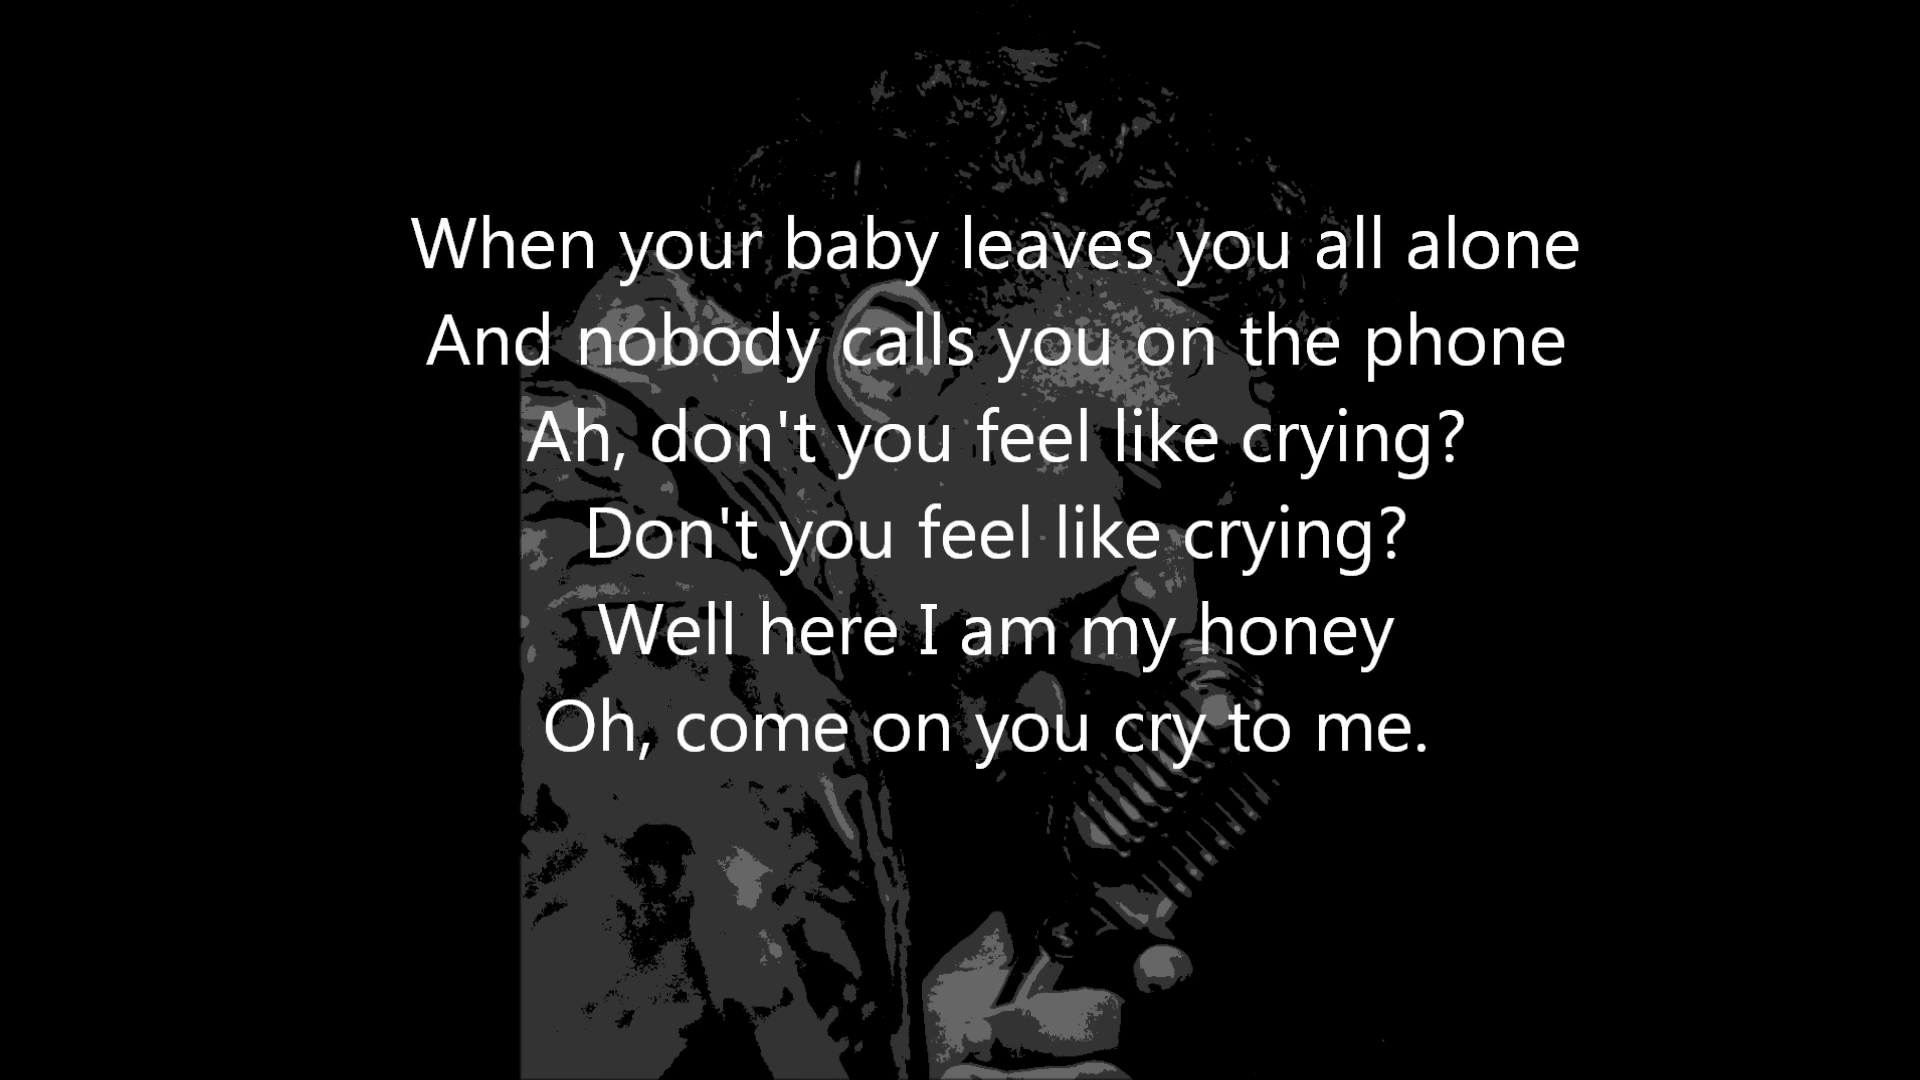 When your baby leaves you all alone
And nobody calls you on the phone
Ah, don't you feel like crying?
Don't you feel like crying?
Well here I am my honey
Oh, come on you cry to me.